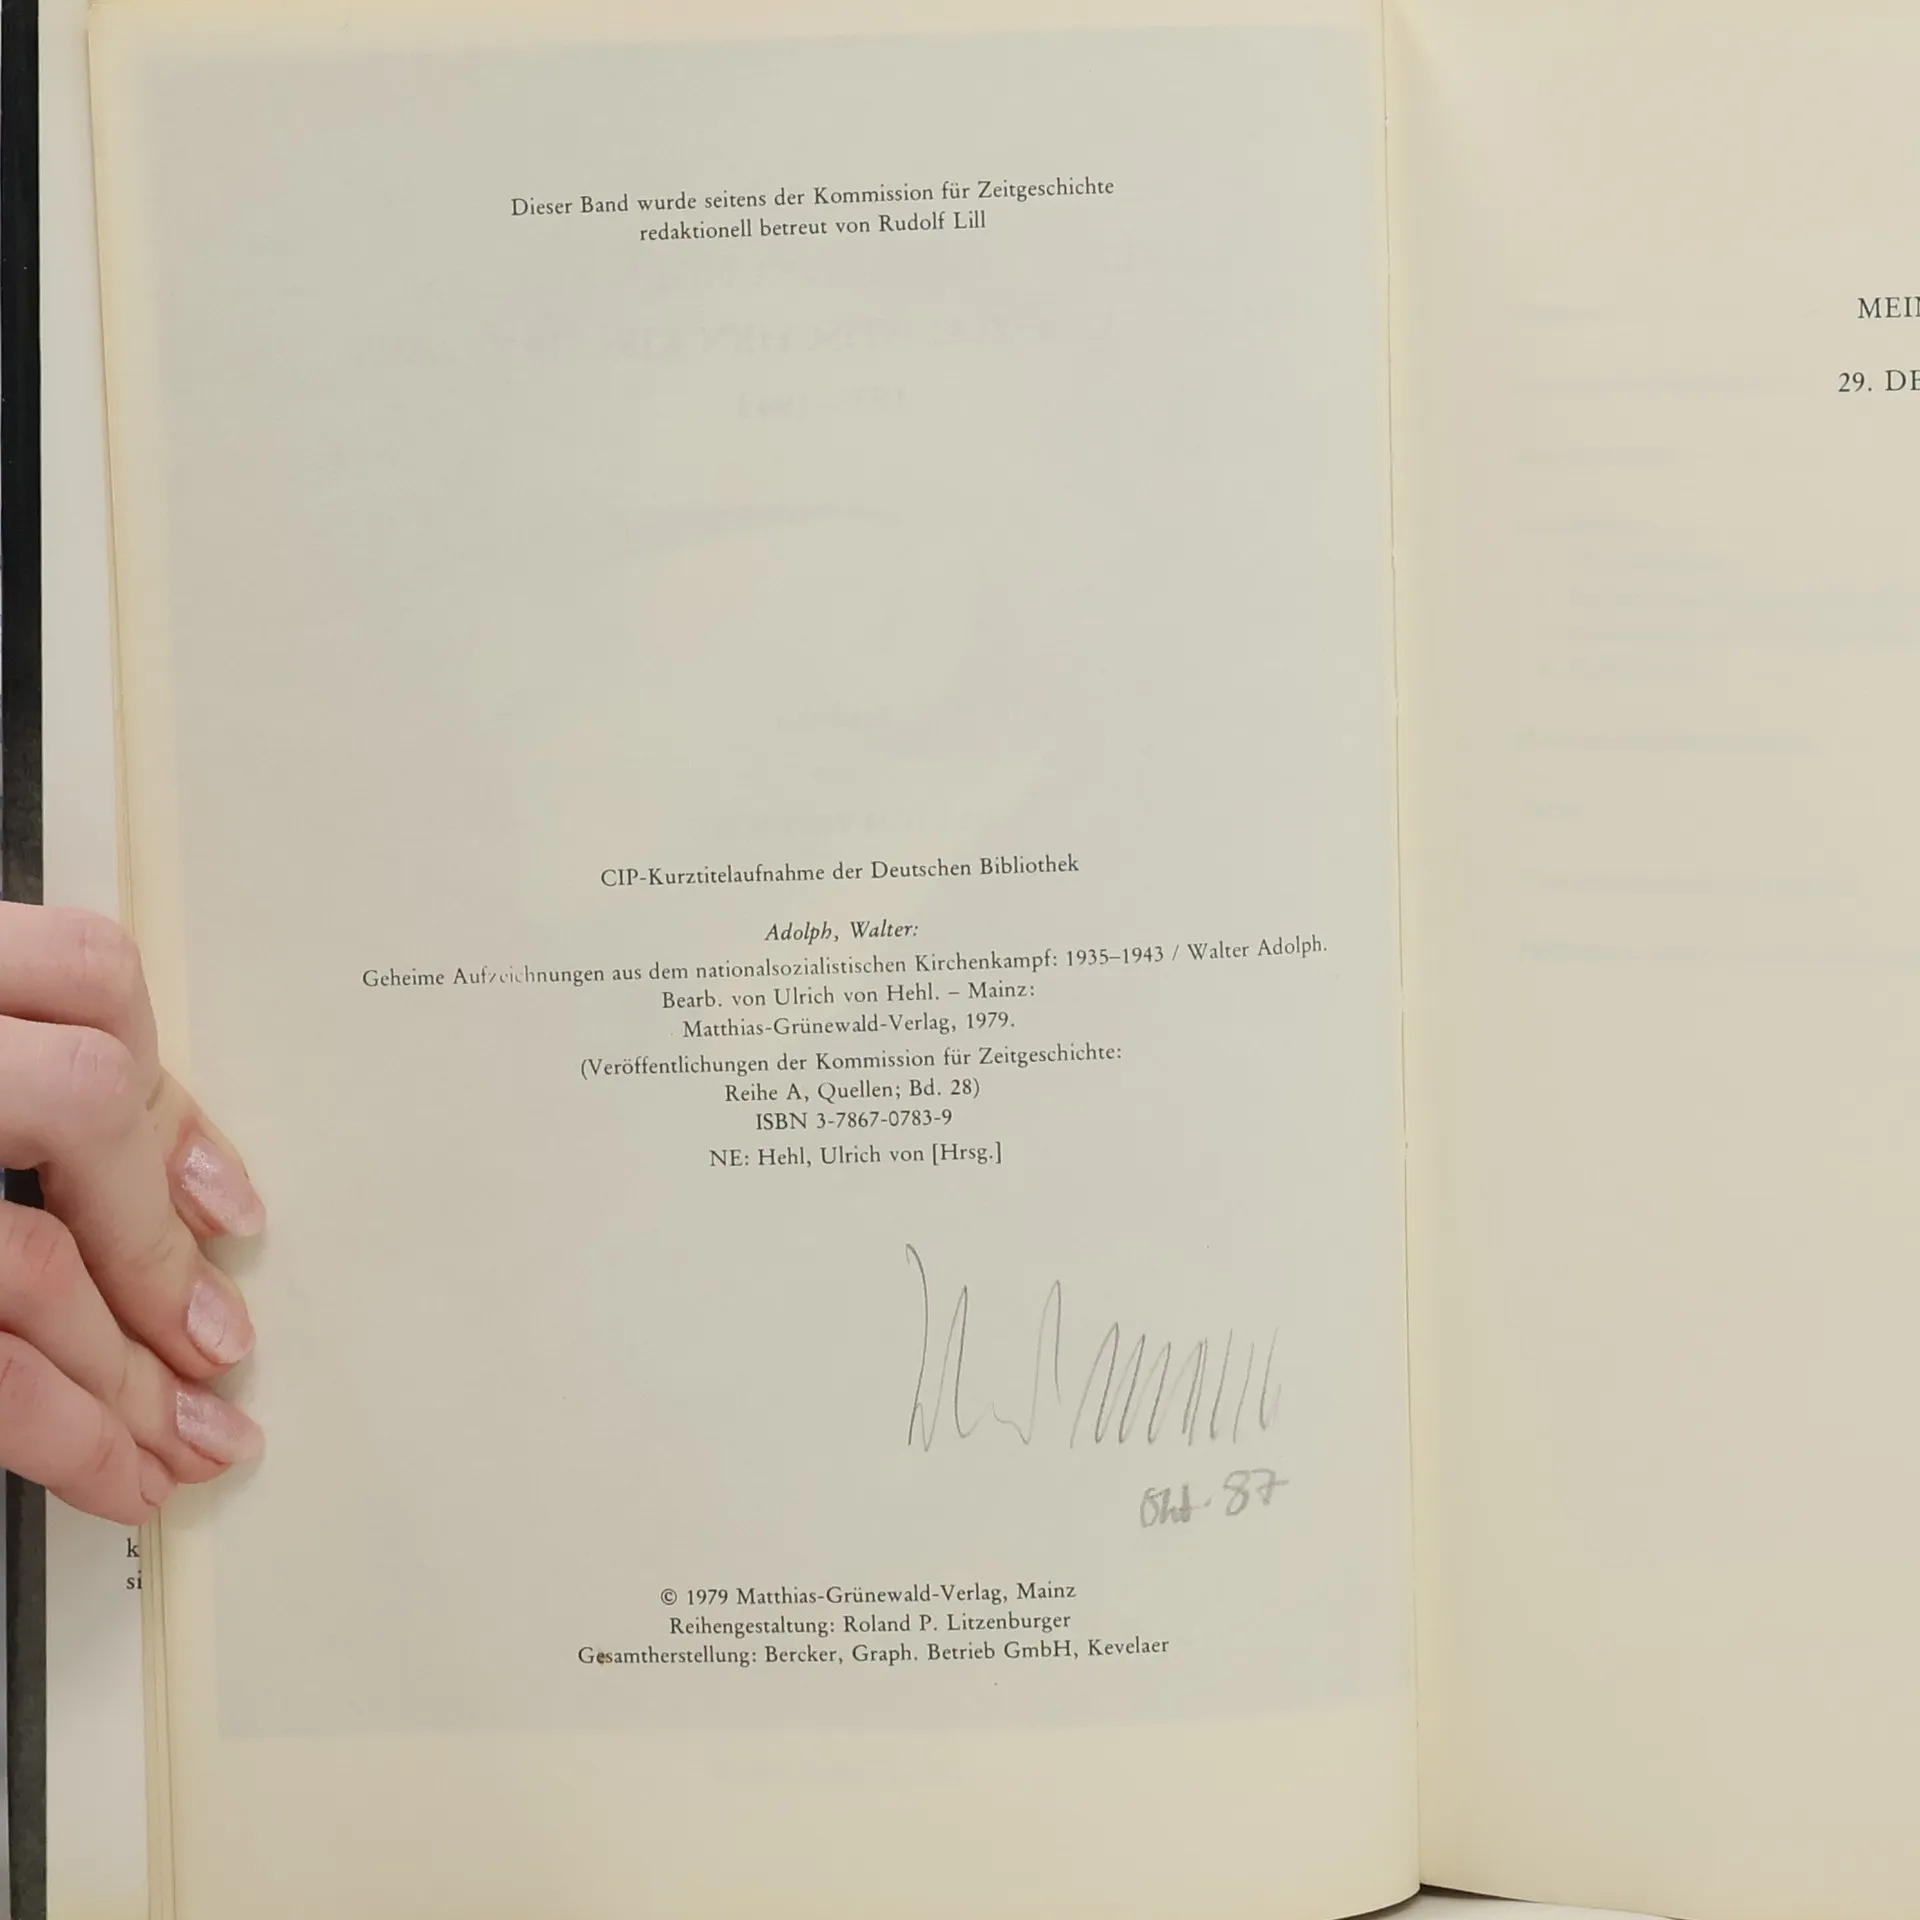 Dieser Band wurde seitens der Kommission für Zeitgeschichte
redaktionell betreut von Rudolf Lill
CIP-Kurztitelaufnahme der Deutschen Bibliothek
Adolph, Walter:
Geheime Aufzeichnungen aus dem nationalsozialistischen Kirchenkampf: 1935–1943 / Walter Adolph.
Bearb. von Ulrich von Hehl. – Mainz:
Matthias-Grünewald-Verlag, 1979.
(Veröffentlichungen der Kommission für Zeitgeschichte:
Reihe A, Quellen; Bd. 28)
ISBN 3-7867-0783-9
NE: Hehl, Ulrich von [Hrsg.]
Okt. 87
© 1979 Matthias-Grünewald-Verlag, Mainz
Reihengestaltung: Roland P. Litzenburger
Gesamtherstellung: Bercker, Graph. Betrieb GmbH, Kevelaer
k
si
MEI
29. DE